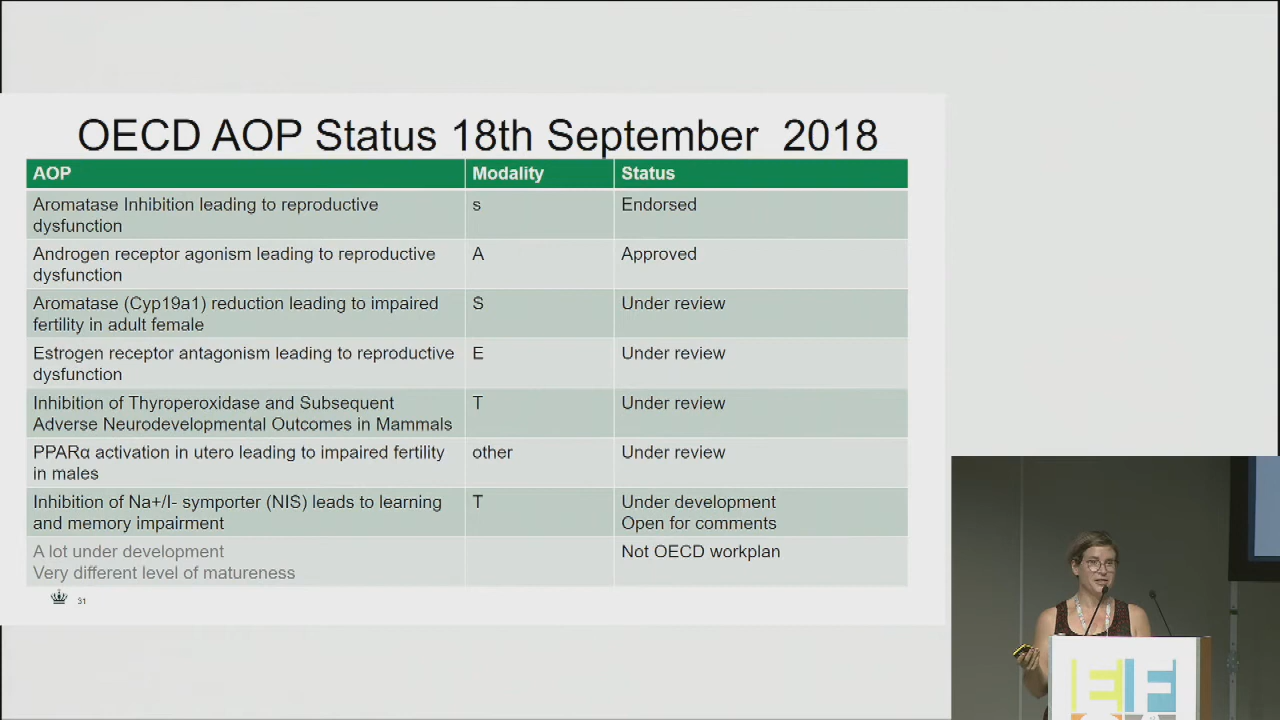 OECD AOP Status 18th September 2018
AOP Modality Status
Aromatase Inhibition leading to reproductive s Endorsed
dysfunction
Androgen receptor agonism leading to reproductive A Approved
dysfunction
Aromatase (Cyp19a1) reduction leading to impaired S Under review
fertility in adult female
Estrogen receptor antagonism leading to reproductive E Under review
dysfunction
Inhibition of Thyroperoxidase and Subsequent T Under review
Adverse Neurodevelopmental Outcomes in Mammals
PPARα activation in utero leading to impaired fertility other Under review
in males
Inhibition of Na+/I- symporter (NIS) leads to learning T Under development
and memory impairment Open for comments
A lot under development Not OECD workplan
Very different level of matureness
31